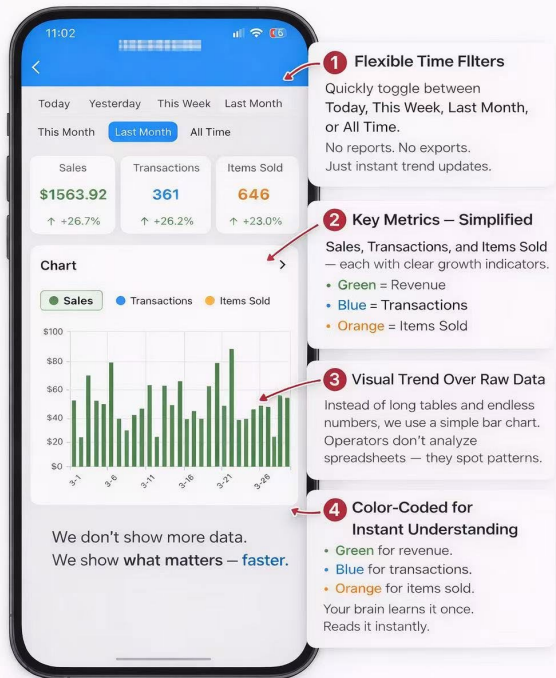 11:02
15
Today Yesterday This Week Last Month
This Month Last Month All Time
Sales Transactions Items Sold
$1563.92 361 646
↑ +26.7% ↑ +26.2% ↑ +23.0%
Chart >
Sales Transactions Items Sold
$100
$80
$60
$60
$40
$20
$0
3-1 3-6 3-11 3-16 3-21 3-26
We don't show more data.
We show what matters – faster.
1 Flexible Time FIlters
Quickly toggle between
Today, This Week, Last Month,
or All Time.
No reports. No exports.
Just instant trend updates.
2 Key Metrics – Simplified
Sales, Transactions, and Items Sold
— each with clear growth indicators.
• Green = Revenue
• Blue = Transactions
• Orange = Items Sold
3 Visual Trend Over Raw Data
Instead of long tables and endless
numbers, we use a simple bar chart.
Operators don't analyze
spreadsheets — they spot patterns.
4 Color-Coded for
Instant Understanding
• Green for revenue.
• Blue for transactions.
• Orange for items sold.
Your brain learns it once.
Reads it instantly.